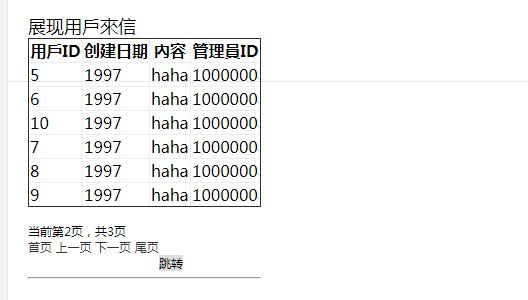 展现用戶來信
用戶ID 创建日期 内容 管理員ID
5 1997 haha 1000000
6 1997 haha 1000000
10 1997 haha 1000000
7 1997 haha 1000000
8 1997 haha 1000000
9 1997 haha 1000000
当前第2页，共3页
首页 上一页 下一页 尾页
跳转